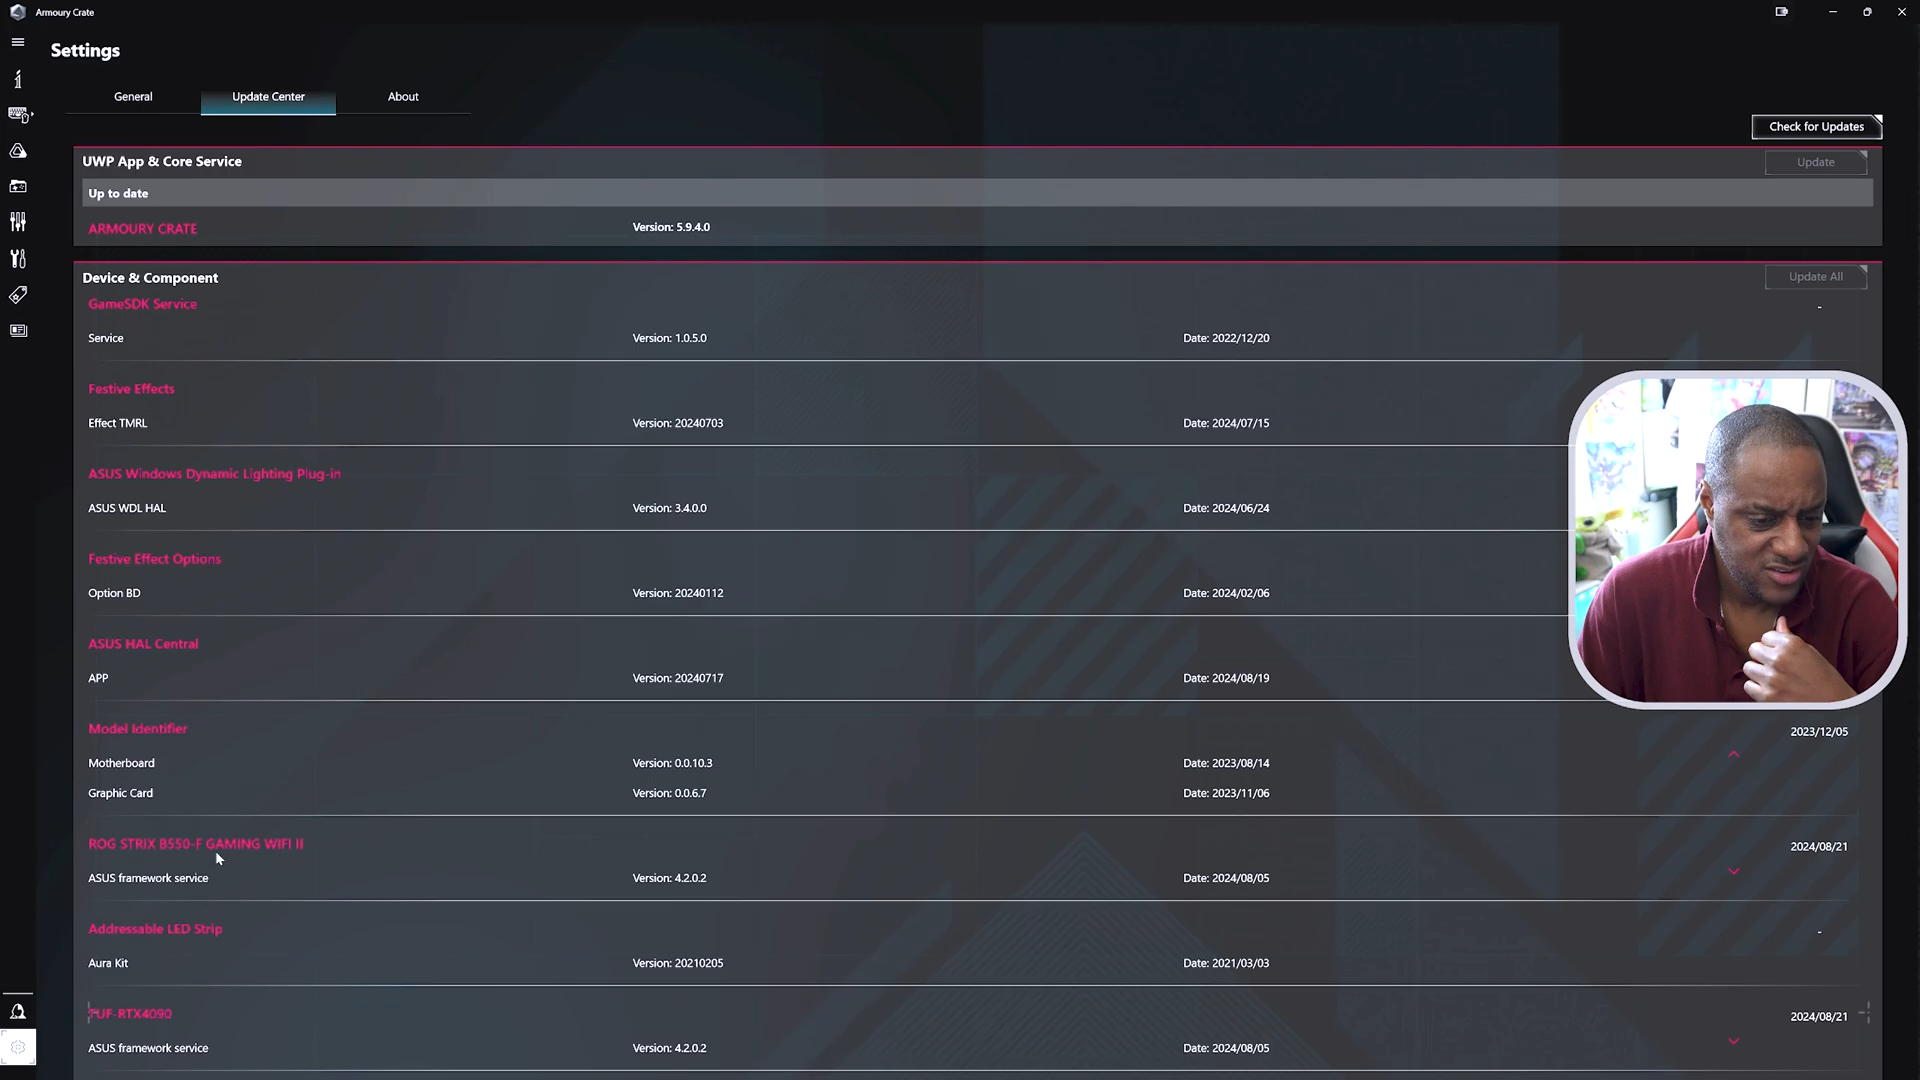 Armoury Crate
Settings
General
Update Center
About
Check for Updates
UWP App & Core Service
Update
Up to date
ARMOURY CRATE
Version: 5.9.4.0
Device & Component
Update All
GameSDK Service
-
Service
Version: 1.0.5.0
Date: 2022/12/20
Festive Effects
Effect TMRL
Version: 20240703
Date: 2024/07/15
ASUS Windows Dynamic Lighting Plug-in
ASUS WDL HAL
Version: 3.4.0.0
Date: 2024/06/24
Festive Effect Options
Option BD
Version: 20240112
Date: 2024/02/06
ASUS HAL Central
APP
Version: 20240717
Date: 2024/08/19
Model Identifier
2023/12/05
Motherboard
Version: 0.0.10.3
Date: 2023/08/14
Graphic Card
Version: 0.0.6.7
Date: 2023/11/06
ROG STRIX B550-F GAMING WIFI II
2024/08/21
ASUS framework service
Version: 4.2.0.2
Date: 2024/08/05
Addressable LED Strip
-
Aura Kit
Version: 20210205
Date: 2021/03/03
TUF-RTX4090
2024/08/21
ASUS framework service
Version: 4.2.0.2
Date: 2024/08/05